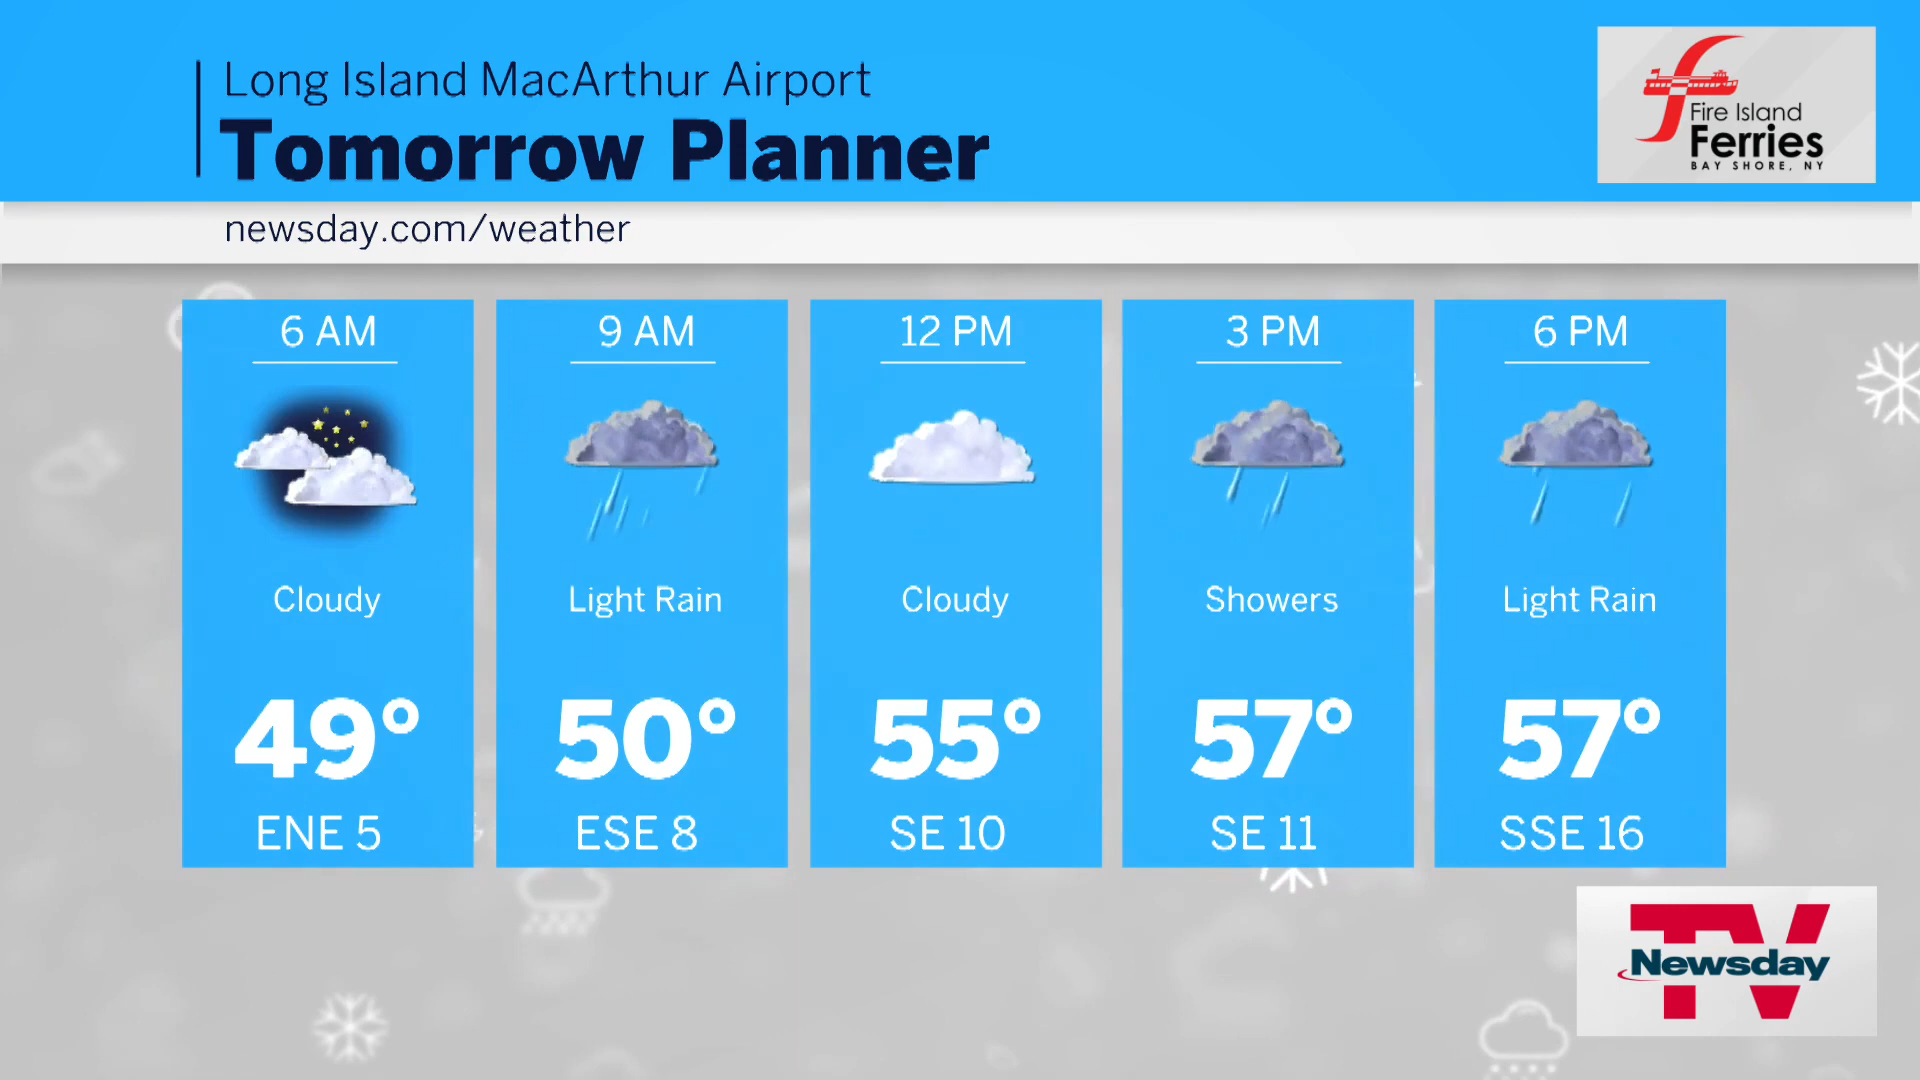 Long Island MacArthur Airport
Tomorrow Planner
Fire Island
Ferries
BAY SHORE, NY
newsday.com/weather
6 AM
Cloudy
49°
ENE 5
9 AM
Light Rain
50°
ESE 8
12 PM
Cloudy
55°
SE 10
3 PM
Showers
57°
SE 11
6 PM
Light Rain
57°
SSE 16
TV
Newsday